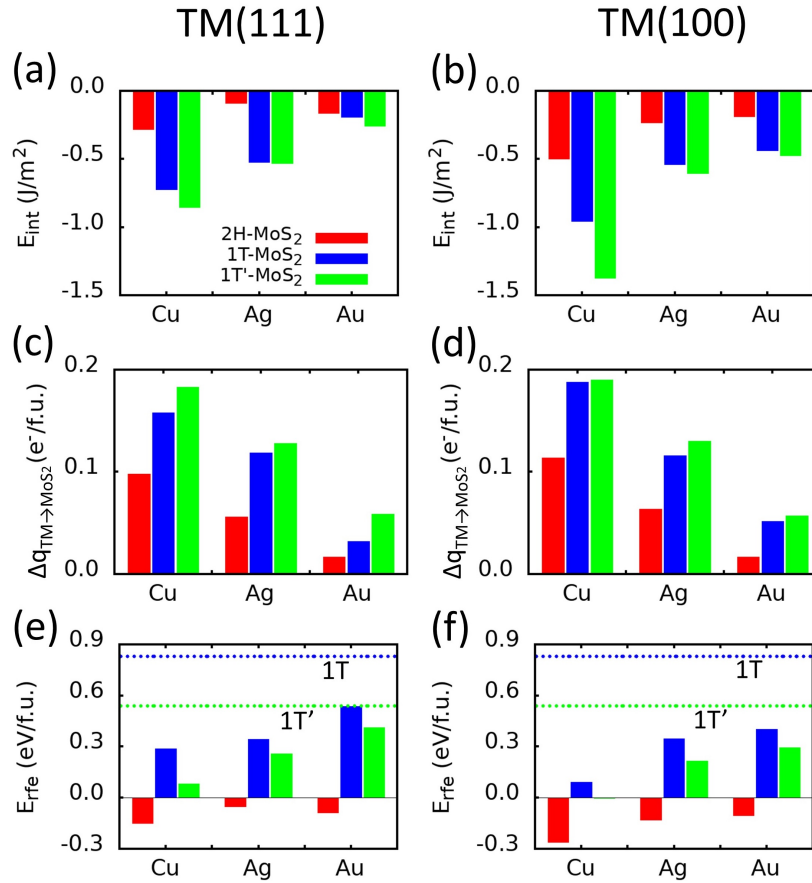 TM(111) TM(100)
(a) (b)
0.0 0.0
-0.5 -0.5
-1.0 -1.0
-1.5 -1.5
E_int (J/m²) E_int (J/m²)
2H-MoS₂
1T-MoS₂
1T'-MoS₂
Cu Ag Au Cu Ag Au
(c) (d)
0.2 0.2
0.1 0.1
0.0 0.0
Δq_TM→MoS₂ (e⁻/f.u.) Δq_TM→MoS₂ (e⁻/f.u.)
Cu Ag Au Cu Ag Au
(e) (f)
0.9 0.9
0.6 0.6
0.3 0.3
0.0 0.0
-0.3 -0.3
E_rfe (eV/f.u.) E_rfe (eV/f.u.)
1T 1T
1T’ 1T’
Cu Ag Au Cu Ag Au